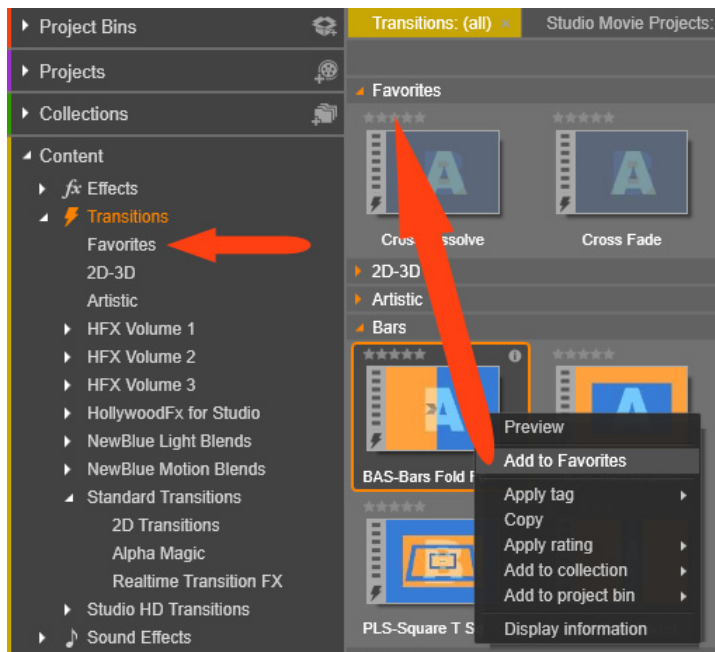 Project Bins
Projects
Collections
Content
fx Effects
Transitions
Favorites
2D-3D
Artistic
HFX Volume 1
HFX Volume 2
HFX Volume 3
HollywoodFx for Studio
NewBlue Light Blends
NewBlue Motion Blends
Standard Transitions
2D Transitions
Alpha Magic
Realtime Transition FX
Studio HD Transitions
Sound Effects
Transitions: (all) ×
Studio Movie Projects:
Favorites
A
A
Cross
Cross Fade
2D-3D
Artistic
Bars
A
A
BAS-Bars Fold
PLS-Square T
Preview
Add to Favorites
Apply tag
Copy
Apply rating
Add to collection
Add to project bin
Display information